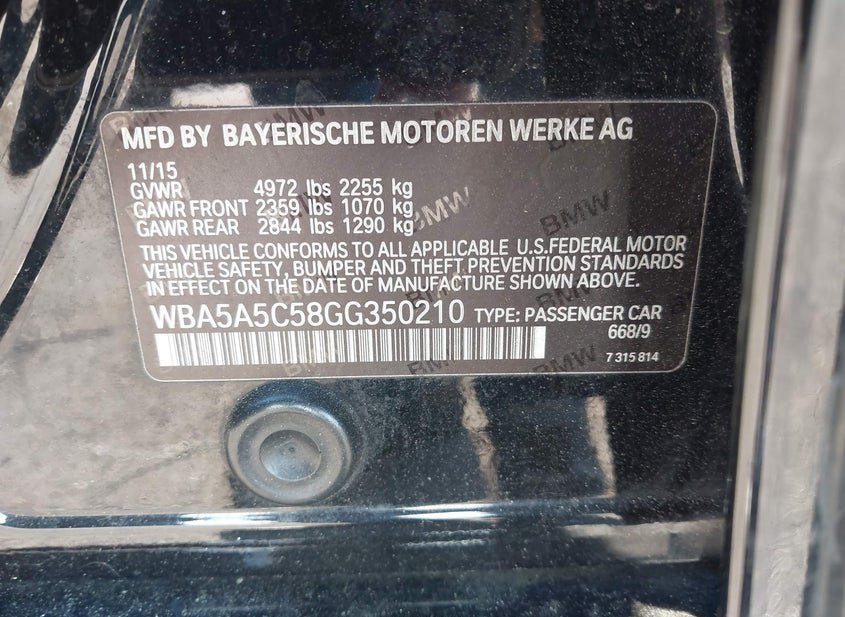 MFD BY BAYERISCHE MOTOREN WERKE AG
11/15
GVWR 4972 lbs 2255 kg
GAWR FRONT 2359 lbs 1070 kg
GAWR REAR 2844 lbs 1290 kg
THIS VEHICLE CONFORMS TO ALL APPLICABLE U.S.FEDERAL MOTOR
VEHICLE SAFETY, BUMPER AND THEFT PREVENTION STANDARDS
IN EFFECT ON THE DATE OF MANUFACTURE SHOWN ABOVE.
WBA5A5C58GG350210 TYPE: PASSENGER CAR
668/9
7 315 814